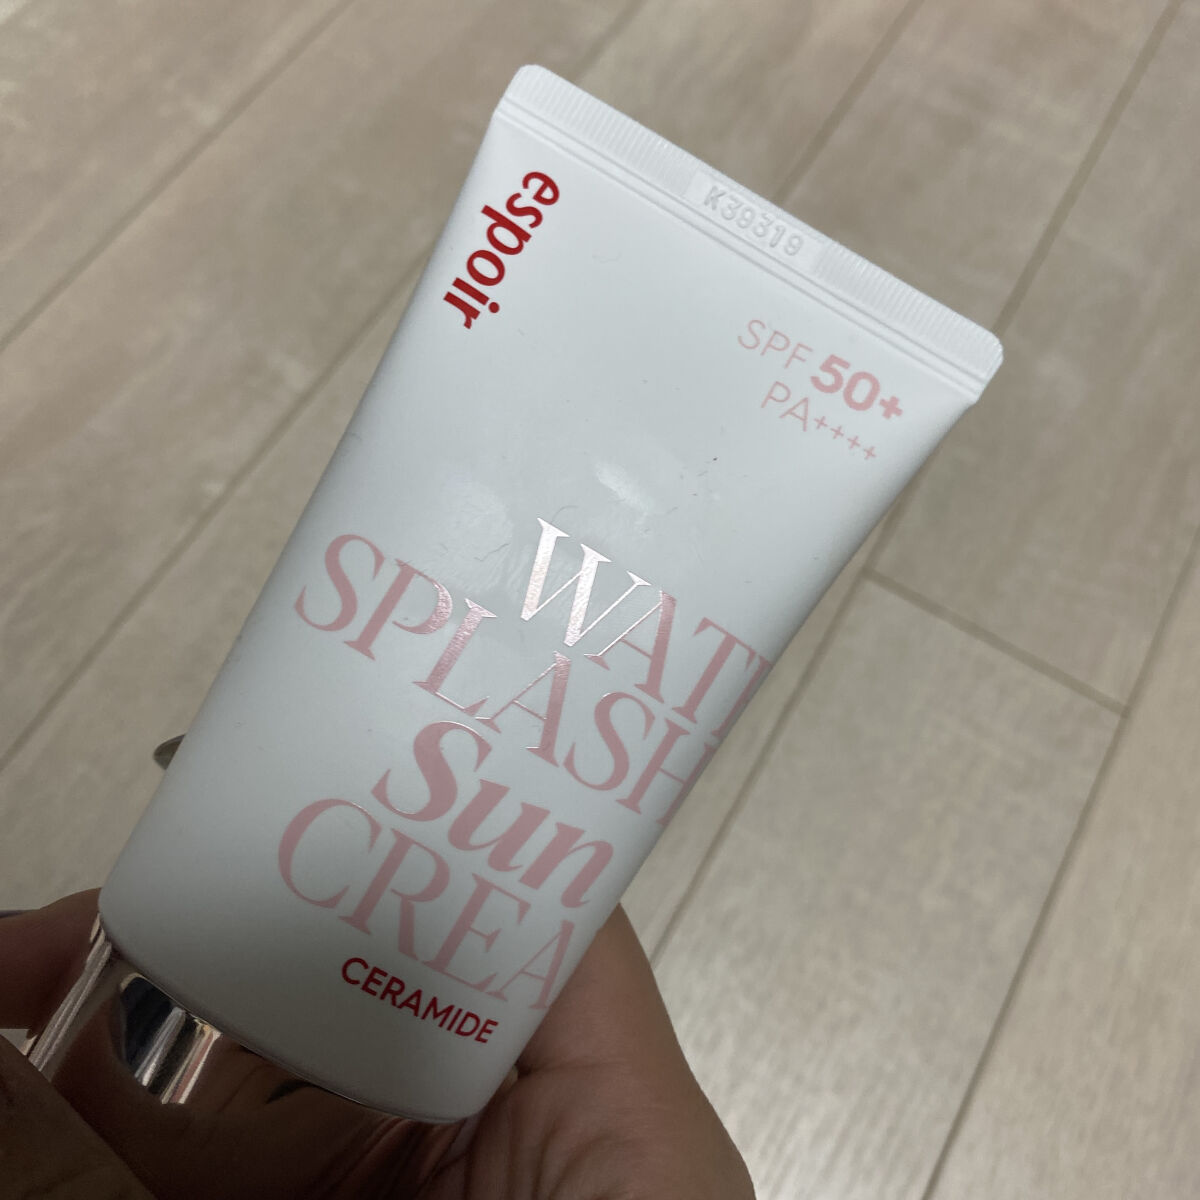 espoir
K39319
SPF 50+
PA++++
WAT
SPLASH
Sun
CREA
CERAMIDE